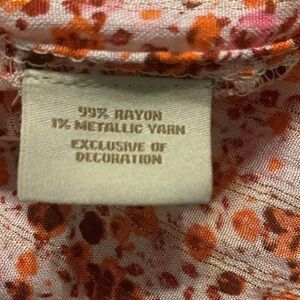 99% RAYON
1% METALLIC YARN
EXCLUSIVE OF
DECORATION